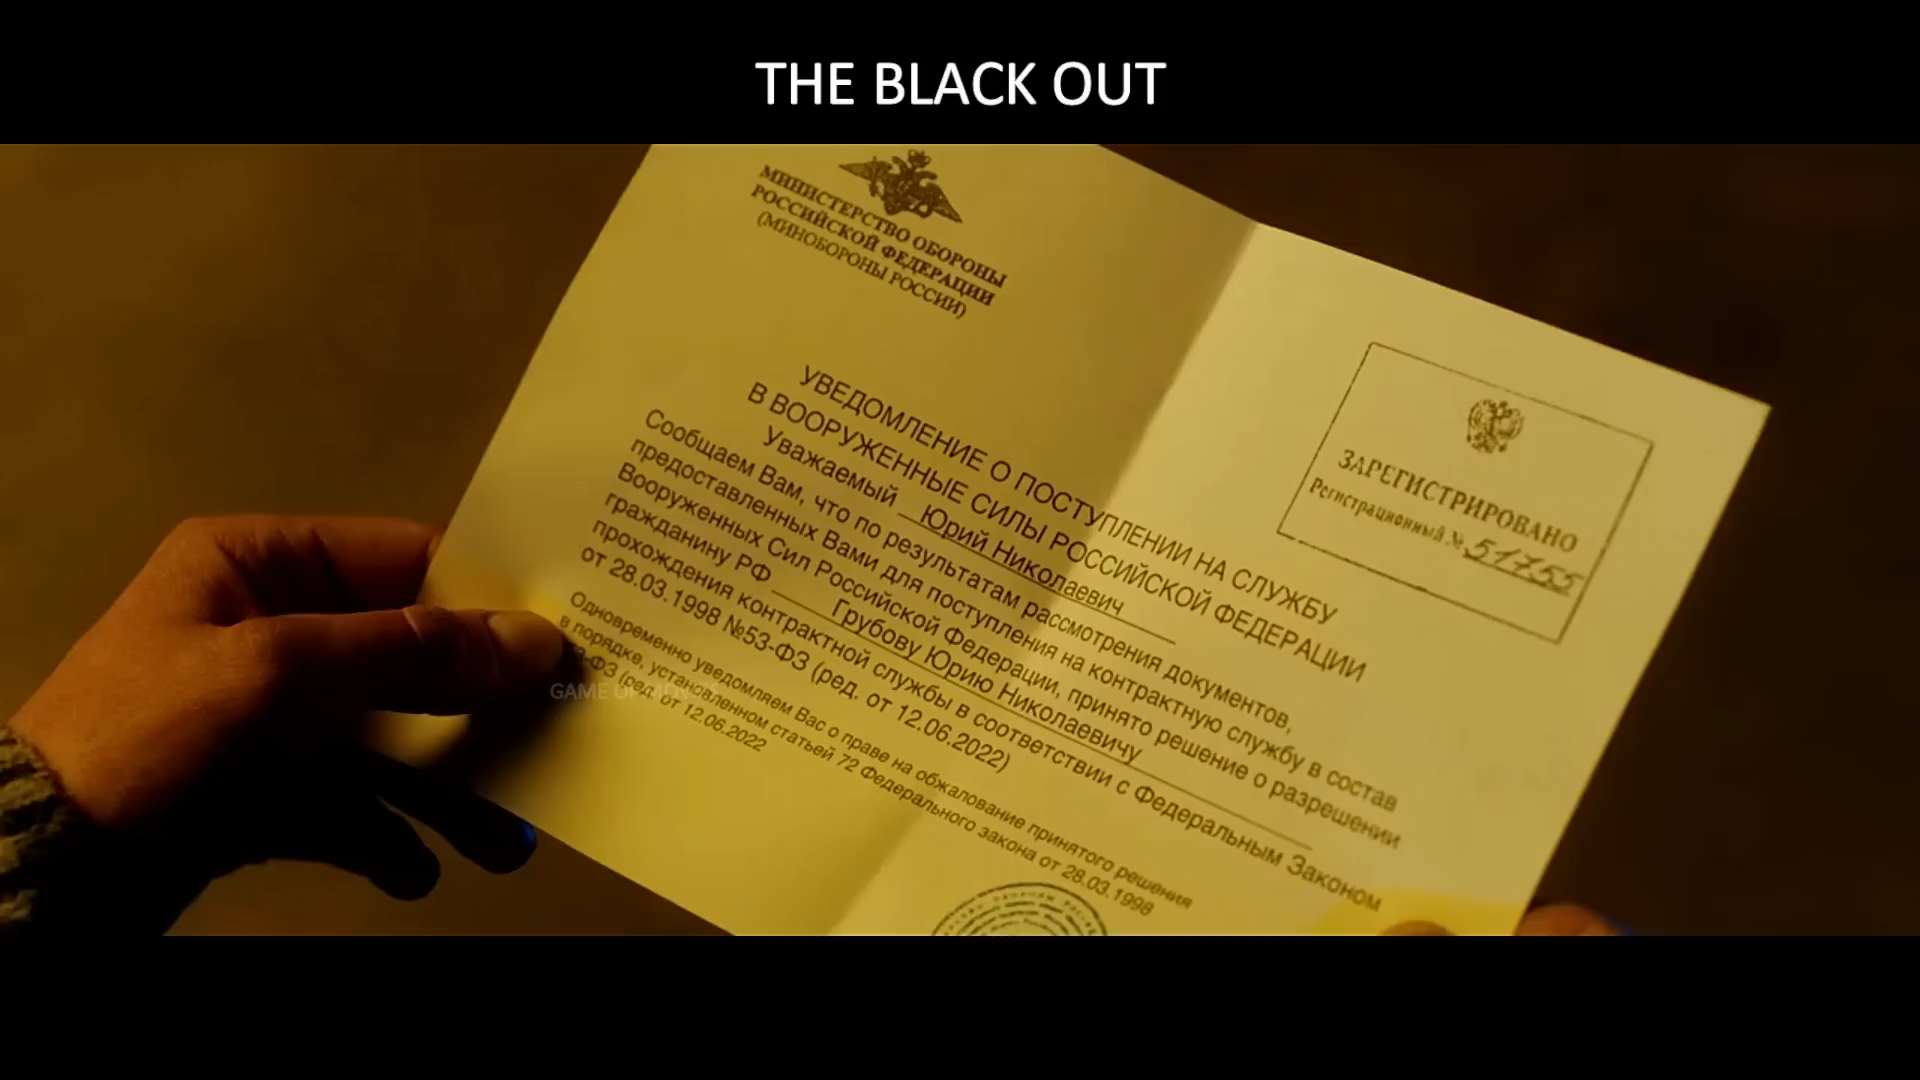 THE BLACK OUT
МИНИСТЕРСТВО ОБОРОНЫ
РОССИЙСКОЙ ФЕДЕРАЦИИ
(МИНОБОРОНЫ РОССИИ)
ЗАРЕГИСТРИРОВАНО
Регистрационный № 51755
УВЕДОМЛЕНИЕ О ПОСТУПЛЕНИИ НА СЛУЖБУ
В ВООРУЖЕННЫЕ СИЛЫ РОССИЙСКОЙ ФЕДЕРАЦИИ
Уважаемый Юрий Николаевич
Сообщаем Вам, что по результатам рассмотрения документов,
предоставленных Вами для поступления на контрактную службу в состав
Вооруженных Сил Российской Федерации, принято решение о разрешении
гражданину РФ Грубову Юрию Николаевичу
прохождения контрактной службы в соответствии с Федеральным Законом
от 28.03.1998 №53-ФЗ (ред. от 12.06.2022)
Одновременно уведомляем Вас о праве на обжалование принятого решения
в порядке, установленном статьей 72 Федерального закона от 28.03.1998
-ФЗ (ред. от 12.06.2022
GAME OF